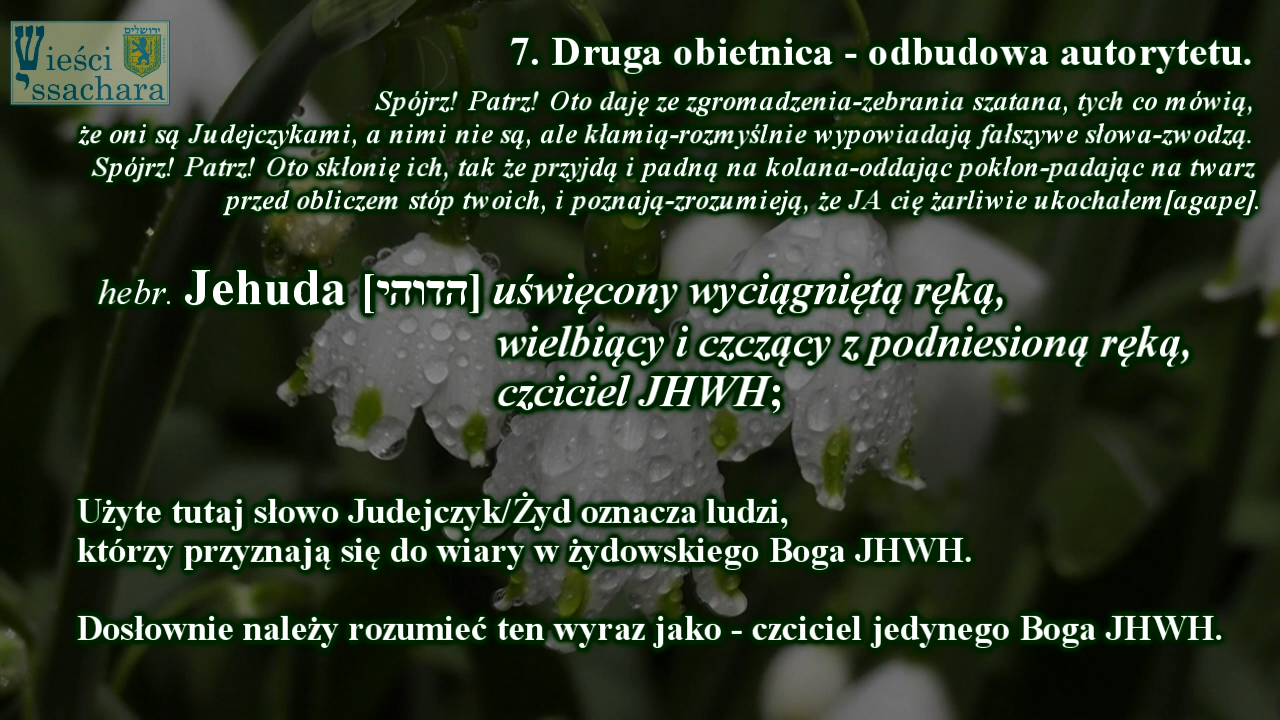 ירושלים
שieści
יssachara
7. Druga obietnica - odbudowa autorytetu.
Spójrz! Patrz! Oto daję ze zgromadzenia-zebrania szatana, tych co mówią,
że oni są Judejczykami, a nimi nie są, ale kłamią-rozmyślnie wypowiadają fałszywe słowa-zwodzą.
Spójrz! Patrz! Oto skłonię ich, tak że przyjdą i padną na kolana-oddając pokłon-padając na twarz
przed obliczem stóp twoich, i poznają-zrozumieją, że JA cię żarliwie ukochałem[agape].
hebr. Jehuda [הדוהי] uświęcony wyciągniętą ręką,
wielbiący i czczący z podniesioną ręką,
czciciel JHWH;
Użyte tutaj słowo Judejczyk/Żyd oznacza ludzi,
którzy przyznają się do wiary w żydowskiego Boga JHWH.
Dosłownie należy rozumieć ten wyraz jako - czciciel jedynego Boga JHWH.